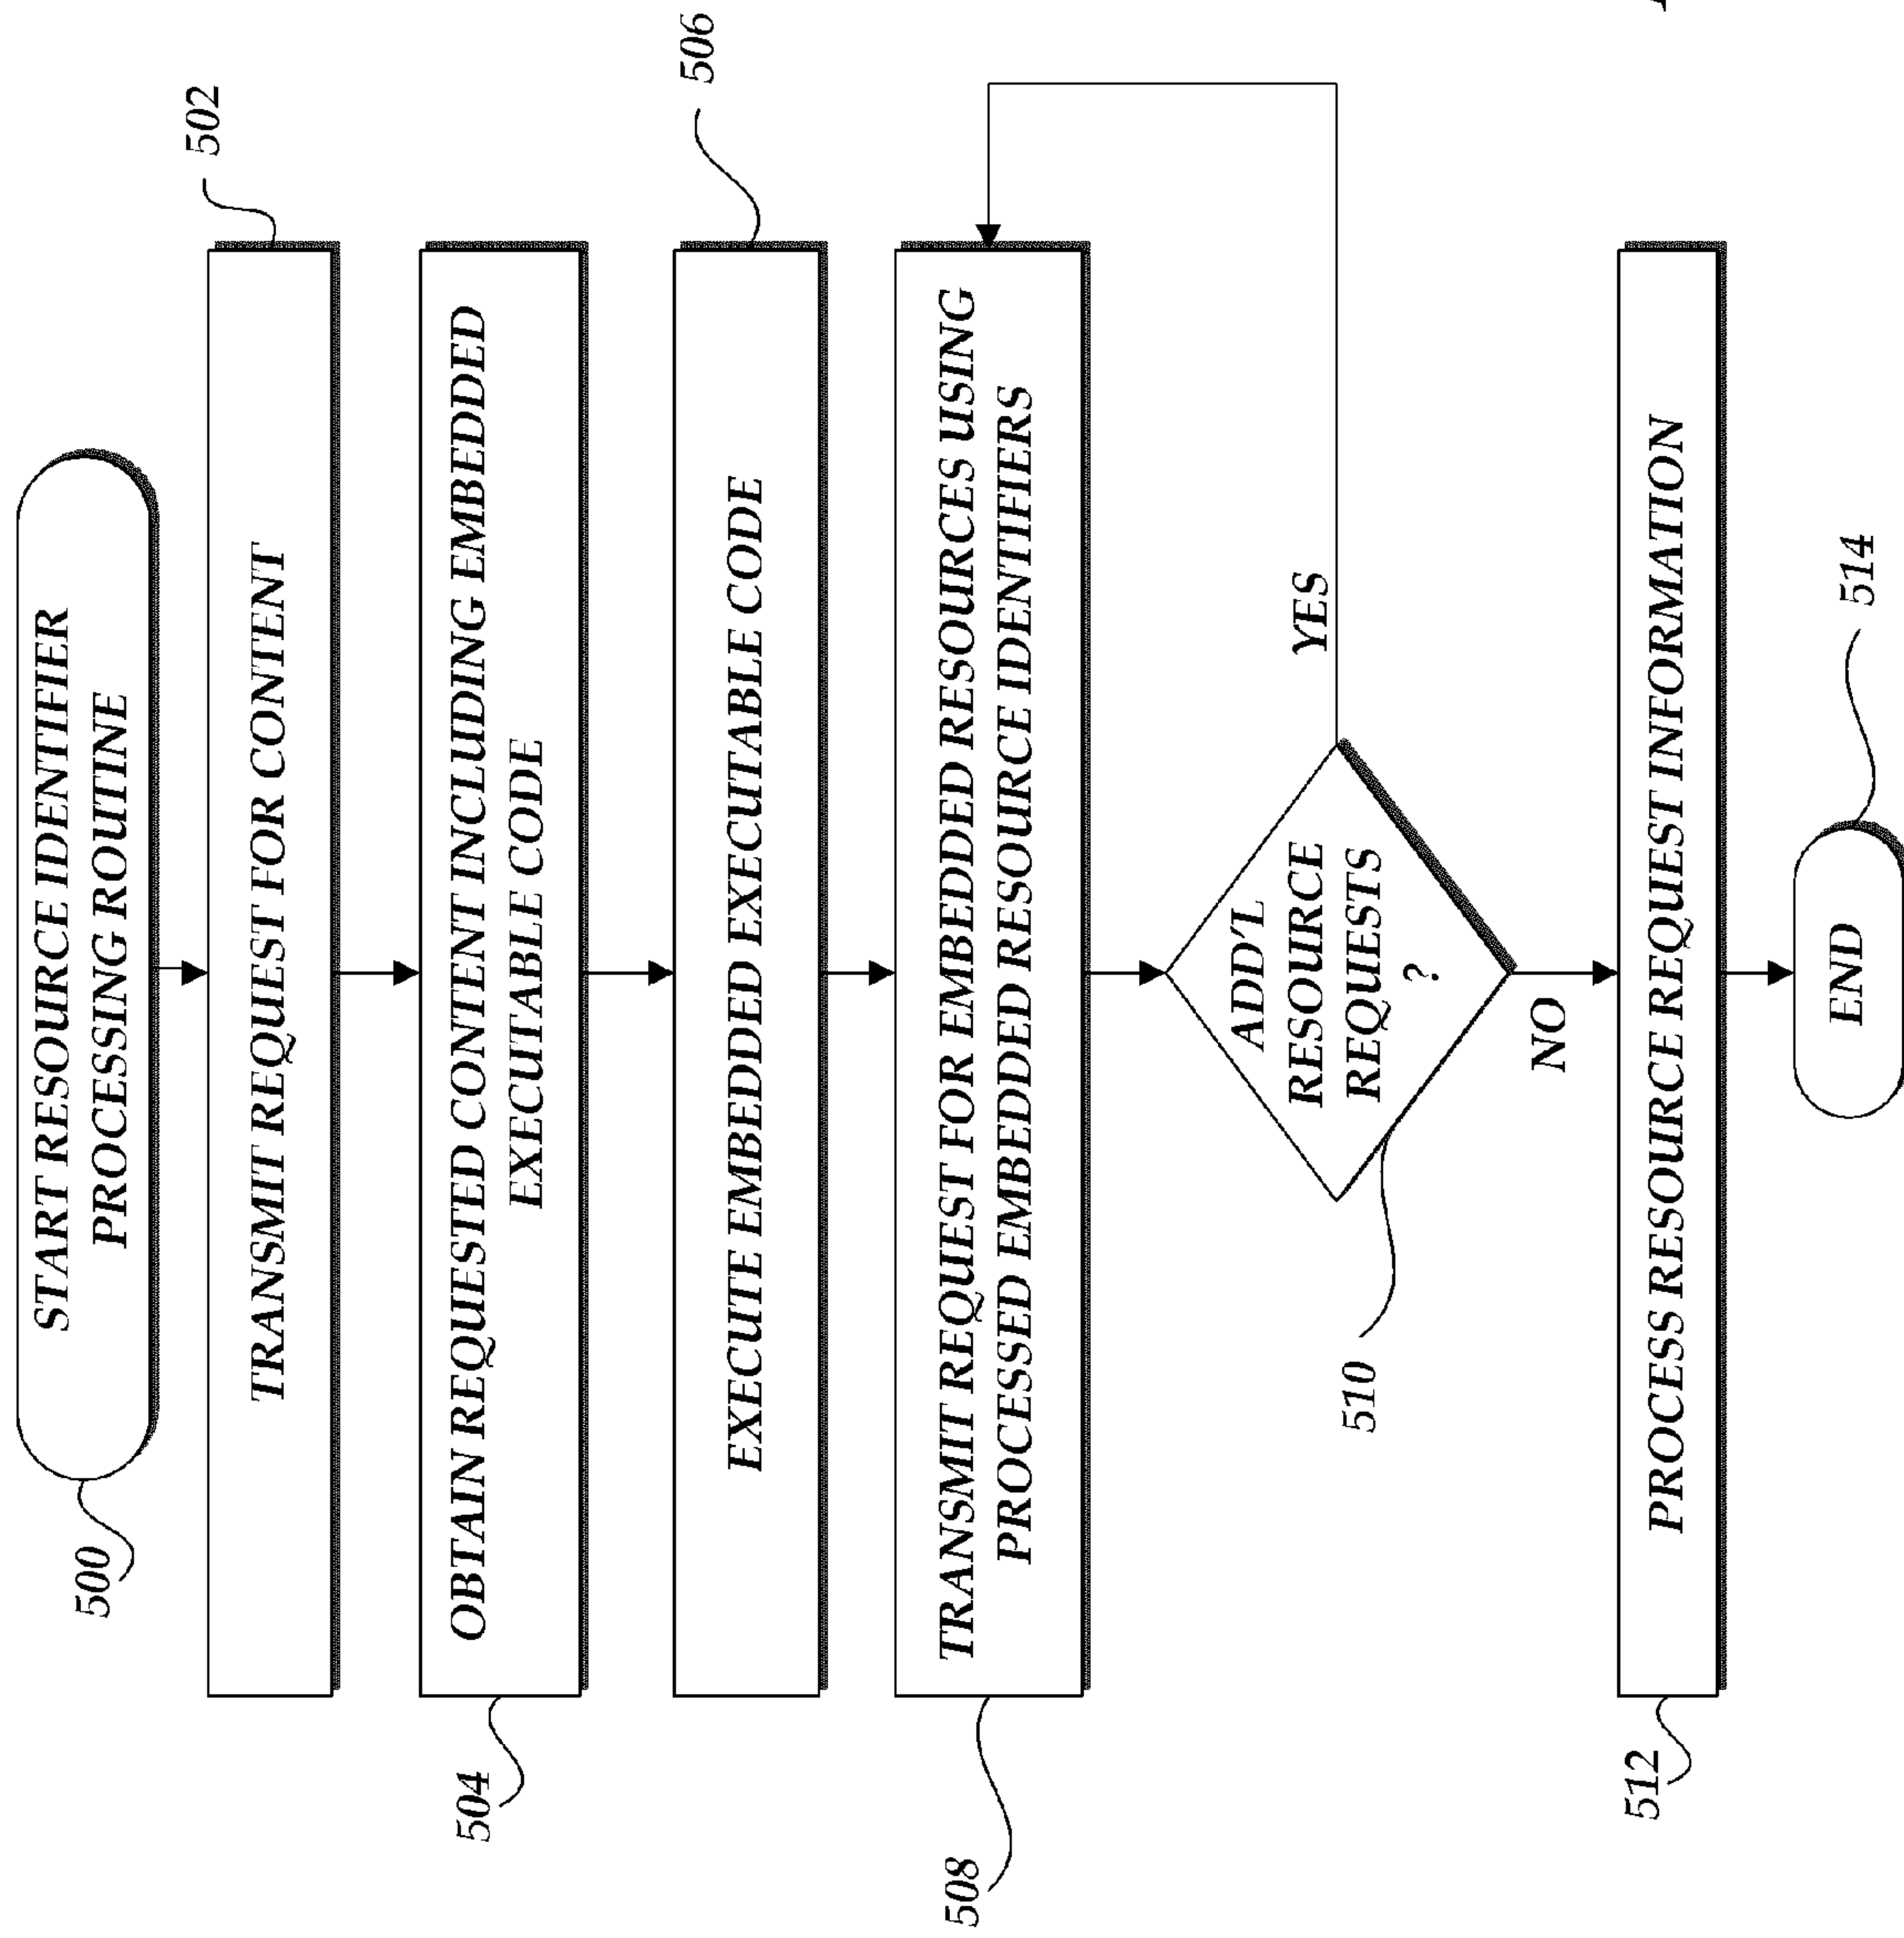 500
START RESOURCE IDENTIFIER
PROCESSING ROUTINE
502
TRANSMIT REQUEST FOR CONTENT
504
OBTAIN REQUESTED CONTENT INCLUDING EMBEDDED
EXECUTABLE CODE
506
EXECUTE EMBEDDED EXECUTABLE CODE
508
TRANSMIT REQUEST FOR EMBEDDED RESOURCES USING
PROCESSED EMBEDDED RESOURCE IDENTIFIERS
510
ADD'L
RESOURCE
REQUESTS
?
YES
NO
512
PROCESS RESOURCE REQUEST INFORMATION
END
514